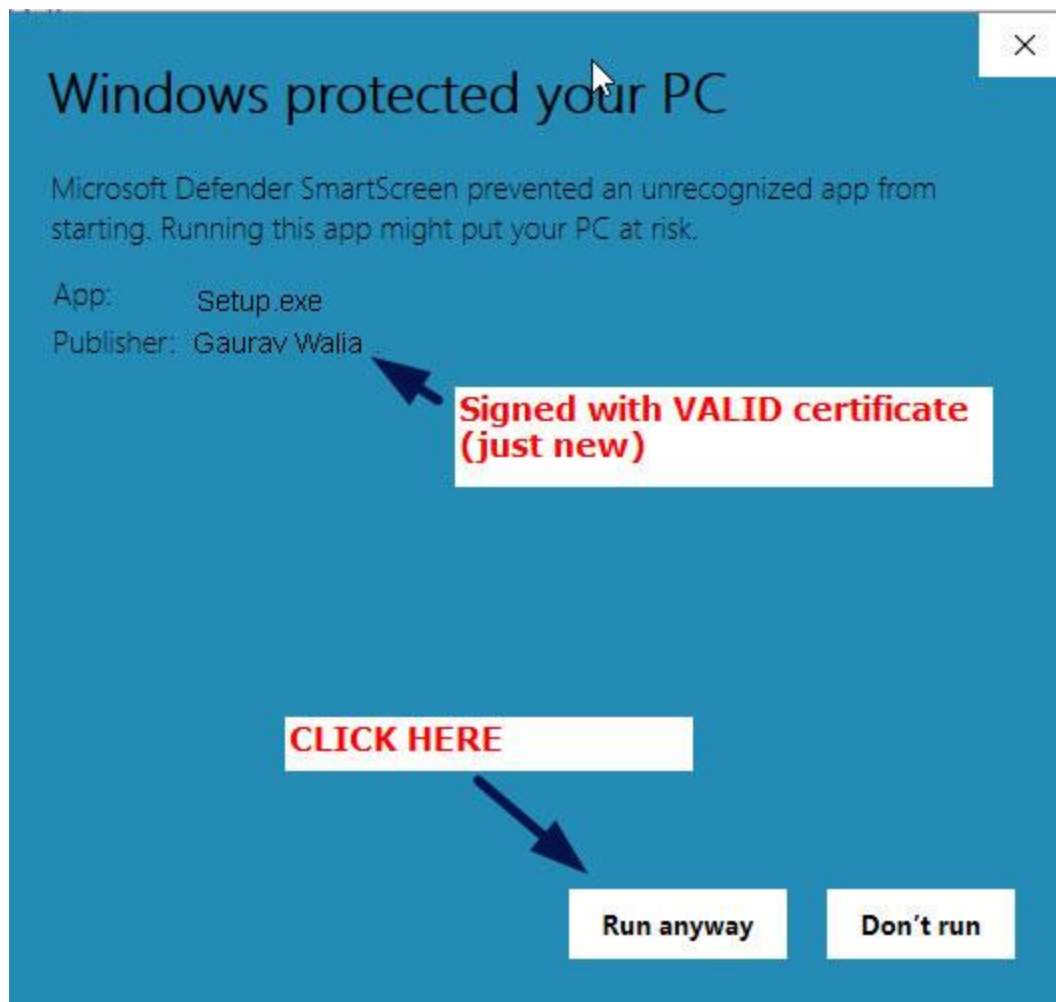 Windows protected your PC
Microsoft Defender SmartScreen prevented an unrecognized app from
starting. Running this app might put your PC at risk.
App: Setup.exe
Publisher: Gaurav Walia
Signed with VALID certificate
(just new)
CLICK HERE
Run anyway Don't run